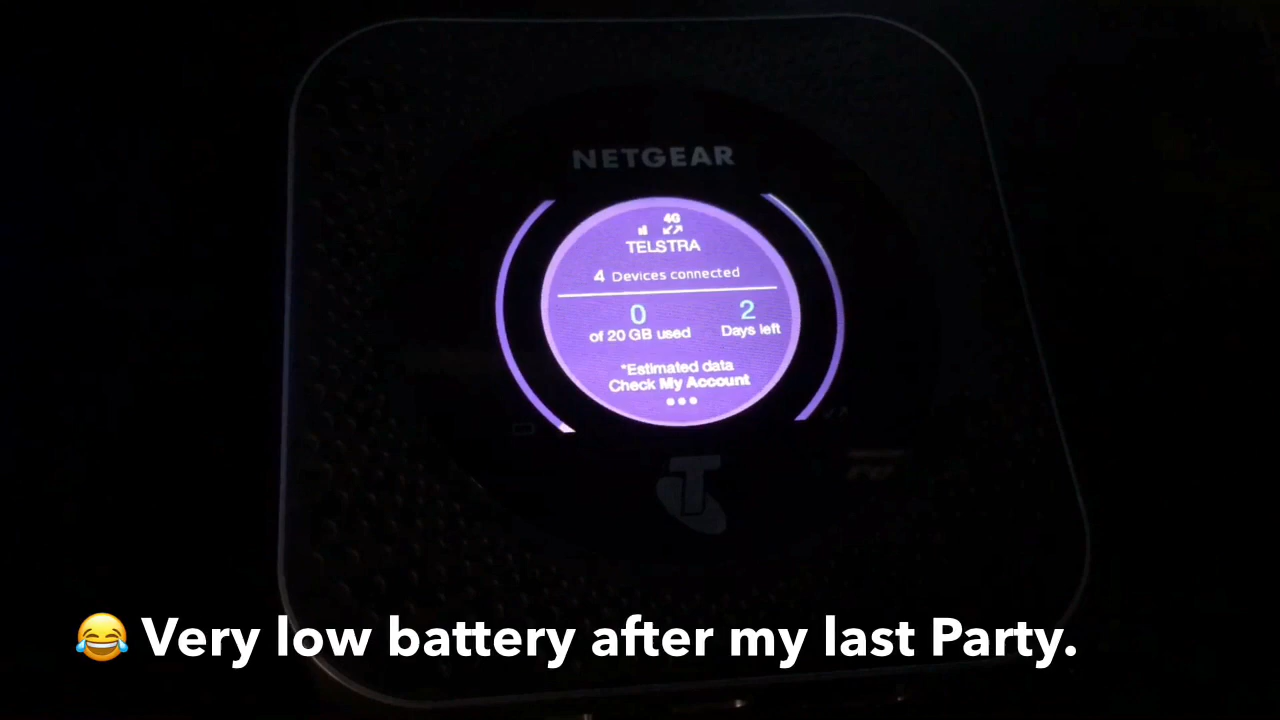 NETGEAR
4G
TELSTRA
4 Devices connected
0
of 20 GB used
2
Days left
*Estimated data
Check My Account
T
😂 Very low battery after my last Party.